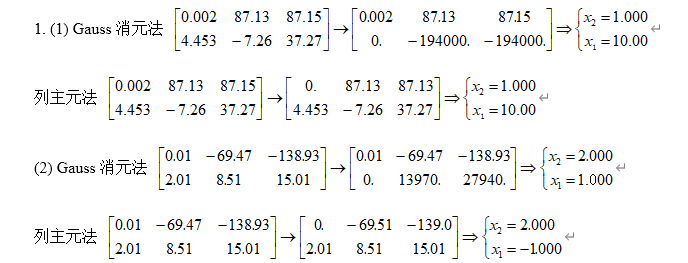 1. (1) Gauss 消元法 [0.002 87.13 87.15; 4.453 −7.26 37.27] → [0.002 87.13 87.15; 0. −194000. −194000.] ⇒ {x₂ = 1.000; x₁ = 10.00 ↵
列主元法 [0.002 87.13 87.15; 4.453 −7.26 37.27] → [0. 87.13 87.13; 4.453 −7.26 37.27] ⇒ {x₂ = 1.000; x₁ = 10.00 ↵
(2) Gauss 消元法 [0.01 −69.47 −138.93; 2.01 8.51 15.01] → [0.01 −69.47 −138.93; 0. 13970. 27940.] ⇒ {x₂ = 2.000; x₁ = 1.000 ↵
列主元法 [0.01 −69.47 −138.93; 2.01 8.51 15.01] → [0. −69.51 −139.0; 2.01 8.51 15.01] ⇒ {x₂ = 2.000; x₁ = −1.000 ↵